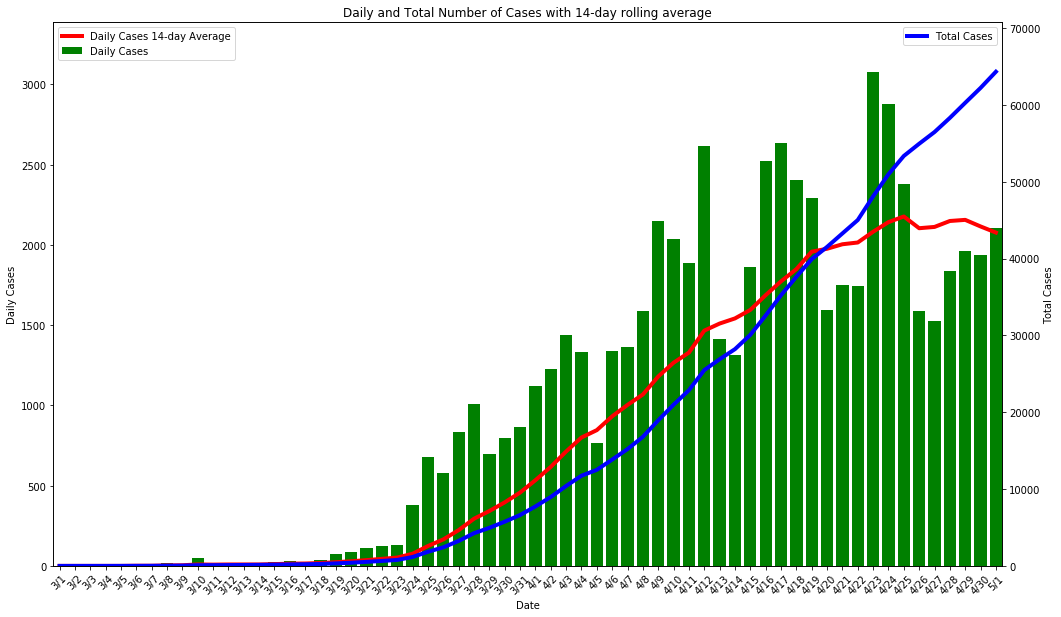 Daily and Total Number of Cases with 14-day rolling average
Daily Cases 14-day Average
Daily Cases
Total Cases
Daily Cases
3000
2500
2000
1500
1000
500
0
70000
60000
50000
40000
30000
20000
10000
0
Total Cases
3/1 3/2 3/3 3/4 3/5 3/6 3/7 3/8 3/9 3/10 3/11 3/12 3/13 3/14 3/15 3/16 3/17 3/18 3/19 3/20 3/21 3/22 3/23 3/24 3/25 3/26 3/27 3/28 3/29 3/30 3/31 4/1 4/2 4/3 4/4 4/5 4/6 4/7 4/8 4/9 4/10 4/11 4/12 4/13 4/14 4/15 4/16 4/17 4/18 4/19 4/20 4/21 4/22 4/23 4/24 4/25 4/26 4/27 4/28 4/29 4/30 5/1
Date